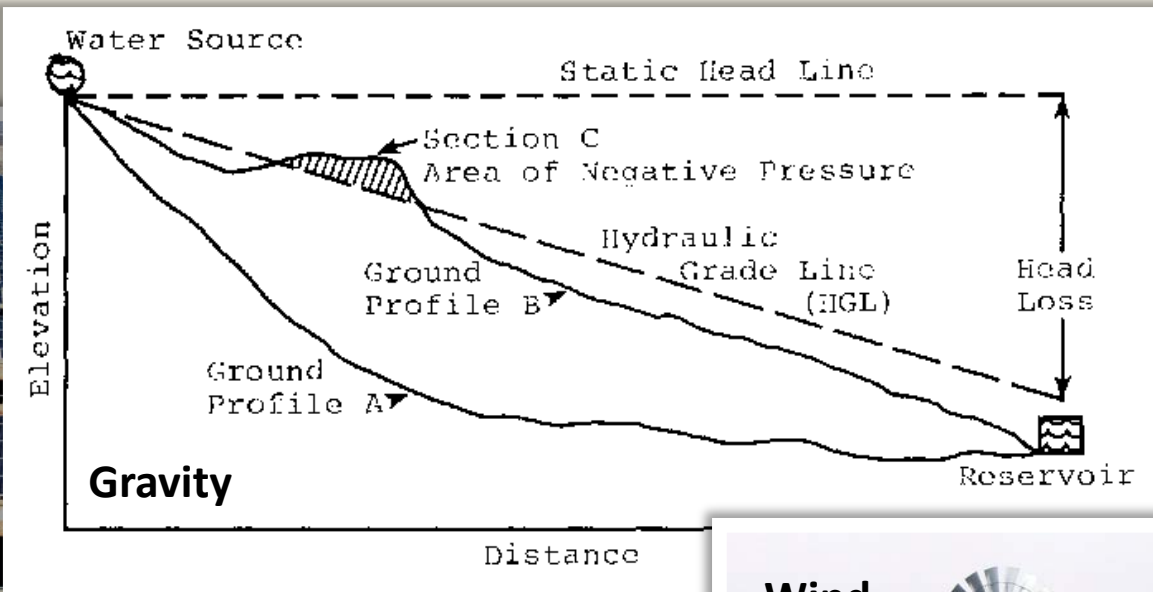 Water Source
Static Head Line
Section C
Area of Negative Pressure
Hydraulic
Grade Line
(HGL)
Head
Loss
Ground
Profile B
Ground
Profile A
Elevation
Gravity
Reservoir
Distance
Wind